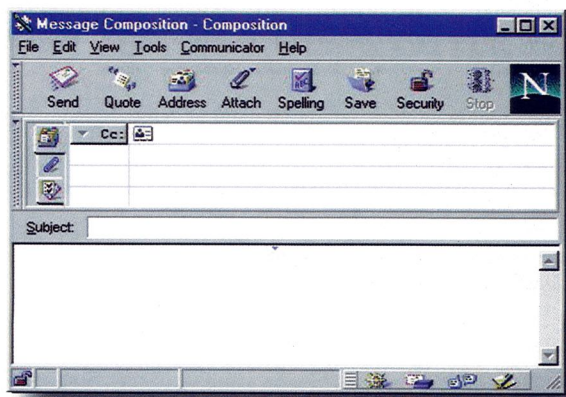 Message Composition - Composition
File Edit View Tools Communicator Help
Send Quote Address Attach Spelling Save Security Stop N
Cc:
Subject: